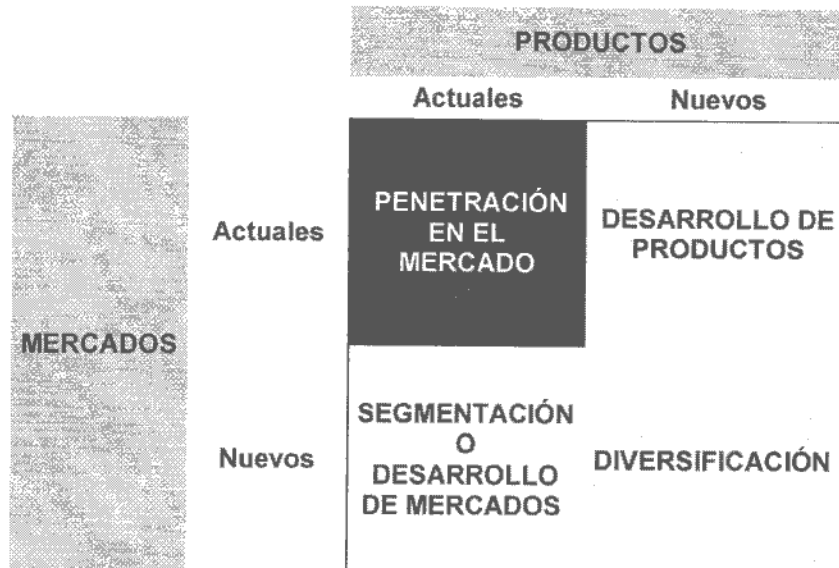 PRODUCTOS
Actuales
Nuevos
MERCADOS
Actuales
PENETRACIÓN
EN EL
MERCADO
DESARROLLO DE
PRODUCTOS
Nuevos
SEGMENTACIÓN
O
DESARROLLO
DE MERCADOS
DIVERSIFICACIÓN